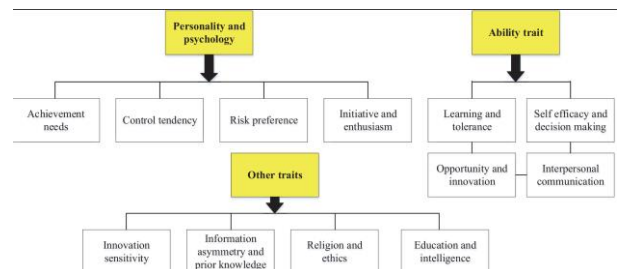 Personality and
psychology
Ability trait
Achievement
needs
Control tendency
Risk preference
Initiative and
enthusiasm
Learning and
tolerance
Self efficacy and
decision making
Opportunity and
innovation
Interpersonal
communication
Other traits
Innovation
sensitivity
Information
asymmetry and
prior knowledge
Religion and
ethics
Education and
intelligence